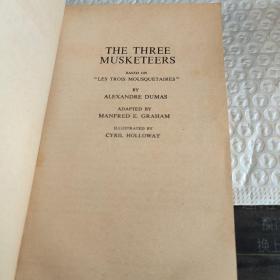 THE THREE
MUSKETEERS
BASED ON
"LES TROIS MOUSQUETAIRES"
BY
ALEXANDRE DUMAS
ADAPTED BY
MANFRED E. GRAHAM
ILLUSTRATED BY
CYRIL HOLLOWAY